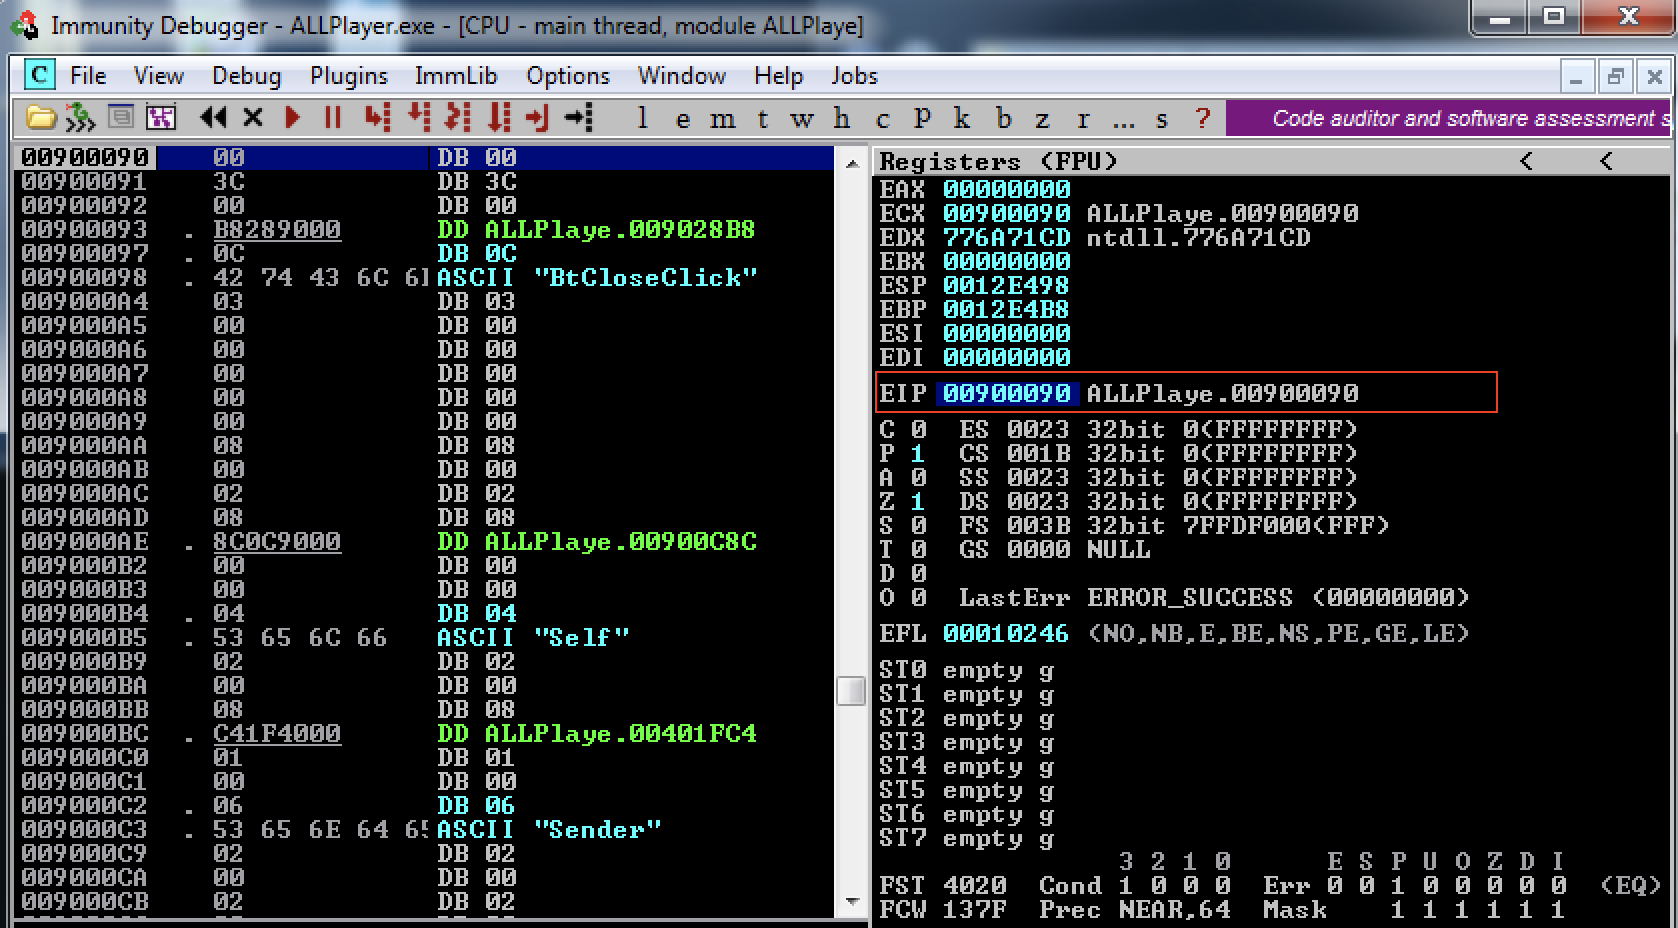 Immunity Debugger - ALLPlayer.exe - [CPU - main thread, module ALLPlaye]
C File View Debug Plugins ImmLib Options Window Help Jobs
l e m t w h c p k b z r ... s ? Code auditor and software assessment s
00900090 00 DB 00
00900091 3C DB 3C
00900092 00 DB 00
00900093 . B8289000 DD ALLPlaye.009028B8
00900097 . 0C DB 0C
00900098 . 42 74 43 6C 6 ASCII "BtCloseClick"
009000A4 03 DB 03
009000A5 00 DB 00
009000A6 00 DB 00
009000A7 00 DB 00
009000A8 00 DB 00
009000A9 00 DB 00
009000AA 08 DB 08
009000AB 00 DB 00
009000AC 02 DB 02
009000AD 08 DB 08
009000AE . 8C0C9000 DD ALLPlaye.00900C8C
009000B2 00 DB 00
009000B3 00 DB 00
009000B4 . 04 DB 04
009000B5 . 53 65 6C 66 ASCII "Self"
009000B9 02 DB 02
009000BA 00 DB 00
009000BB 08 DB 08
009000BC . C41F4000 DD ALLPlaye.00401FC4
009000C0 01 DB 01
009000C1 00 DB 00
009000C2 . 06 DB 06
009000C3 . 53 65 6E 64 6 ASCII "Sender"
009000C9 02 DB 02
009000CA 00 DB 00
009000CB 02 DB 02
Registers (FPU) < <
EAX 00000000
ECX 00900090 ALLPlaye.00900090
EDX 776A71CD ntdll.776A71CD
EBX 00000000
ESP 0012E498
EBP 0012E4B8
ESI 00000000
EDI 00000000
EIP 00900090 ALLPlaye.00900090
C 0 ES 0023 32bit 0(FFFFFFFF)
P 1 CS 001B 32bit 0(FFFFFFFF)
A 0 SS 0023 32bit 0(FFFFFFFF)
Z 1 DS 0023 32bit 0(FFFFFFFF)
S 0 FS 003B 32bit 7FFDF000(FFF)
T 0 GS 0000 NULL
D 0
O 0 LastErr ERROR_SUCCESS (00000000)
EFL 00010246 (NO,NB,E,BE,NS,PE,GE,LE)
ST0 empty g
ST1 empty g
ST2 empty g
ST3 empty g
ST4 empty g
ST5 empty g
ST6 empty g
ST7 empty g
3 2 1 0 E S P U O Z D I
FST 4020 Cond 1 0 0 0 Err 0 0 1 0 0 0 0 0 (EQ)
FCW 137F Prec NEAR,64 Mask 1 1 1 1 1 1